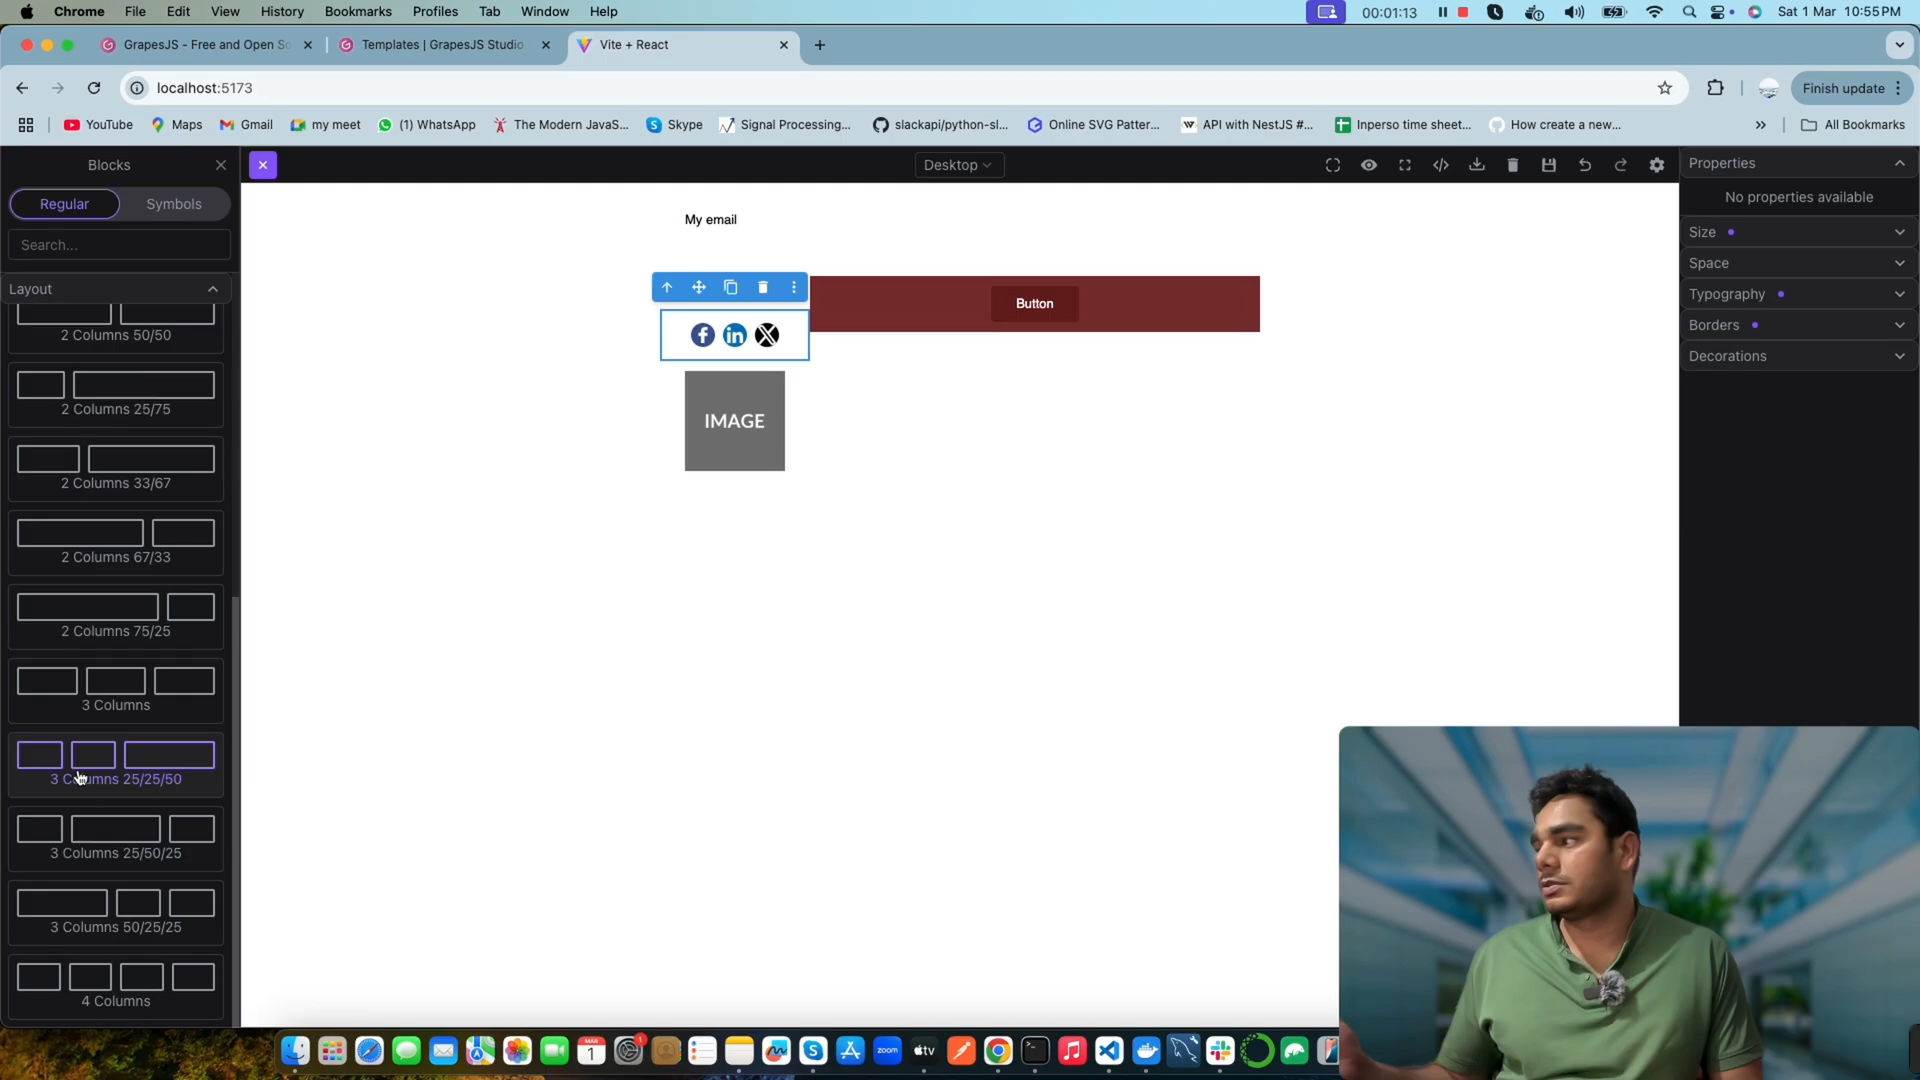 Chrome File Edit View History Bookmarks Profiles Tab Window Help 00:01:13 Sat 1 Mar 10:55 PM
GrapesJS - Free and Open So Templates | GrapesJS Studio Vite + React
localhost:5173 Finish update
YouTube Maps Gmail my meet (1) WhatsApp The Modern JavaS... Skype Signal Processing... slackapi/python-sl... Online SVG Patter... API with NestJS #... Inperso time sheet... How create a new... » All Bookmarks
Blocks
Regular Symbols
Search...
Layout
2 Columns 50/50
2 Columns 25/75
2 Columns 33/67
2 Columns 67/33
2 Columns 75/25
3 Columns
3 Columns 25/25/50
3 Columns 25/50/25
3 Columns 50/25/25
4 Columns
Desktop
My email
Button
IMAGE
Properties
No properties available
Size
Space
Typography
Borders
Decorations
MAR
1
1
zoom
tv